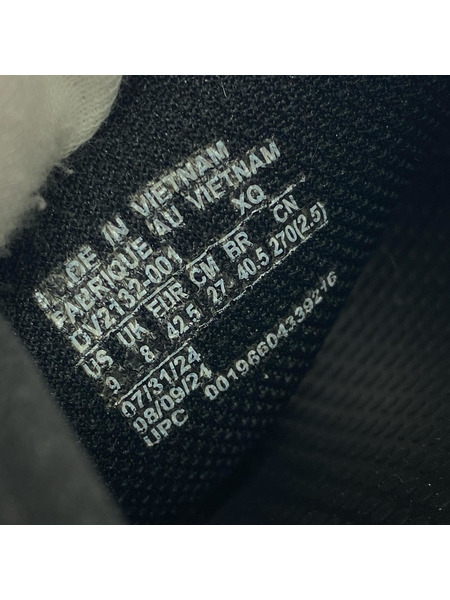 MADE IN VIETNAM
FABRIQUE AU VIETNAM
DVZ132-001 XQ
US UK EUR CM BR CN
9 8 42.5 27 40.5 270(2.5)
07/31/24
08/09/24
UPC 00196604339216